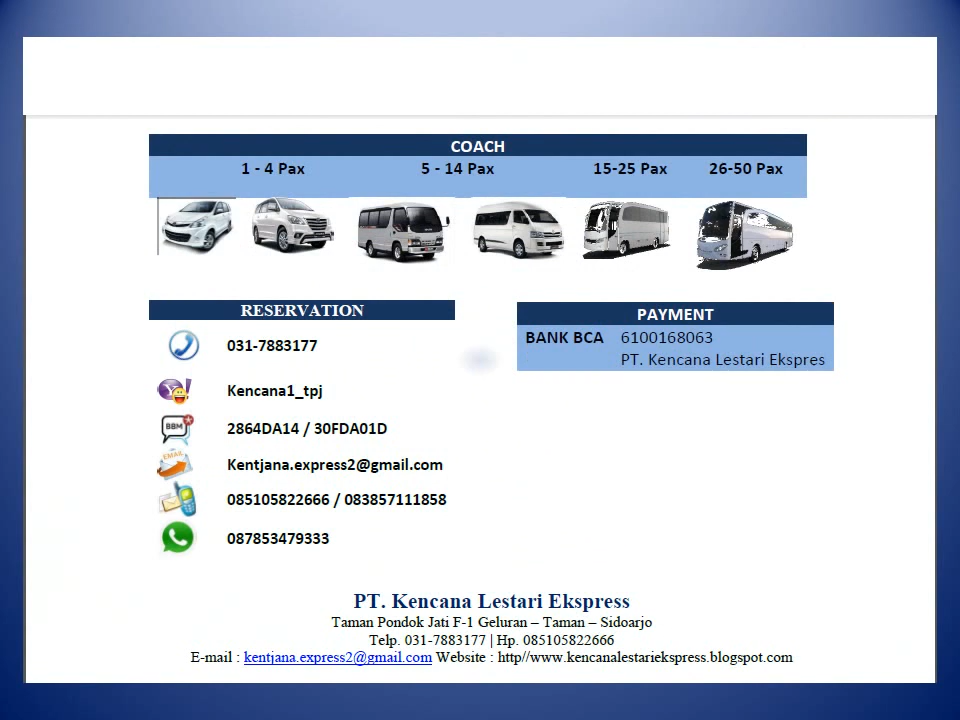 COACH
1 - 4 Pax 5 - 14 Pax 15-25 Pax 26-50 Pax
RESERVATION
031-7883177
Kencana1_tpj
BBM
2864DA14 / 30FDA01D
EMAIL
Kentjana.express2@gmail.com
085105822666 / 083857111858
087853479333
PAYMENT
BANK BCA 6100168063
PT. Kencana Lestari Ekspres
PT. Kencana Lestari Ekspress
Taman Pondok Jati F-1 Geluran – Taman – Sidoarjo
Telp. 031-7883177 | Hp. 085105822666
E-mail : kentjana.express2@gmail.com Website : http//www.kencanalestariekspress.blogspot.com